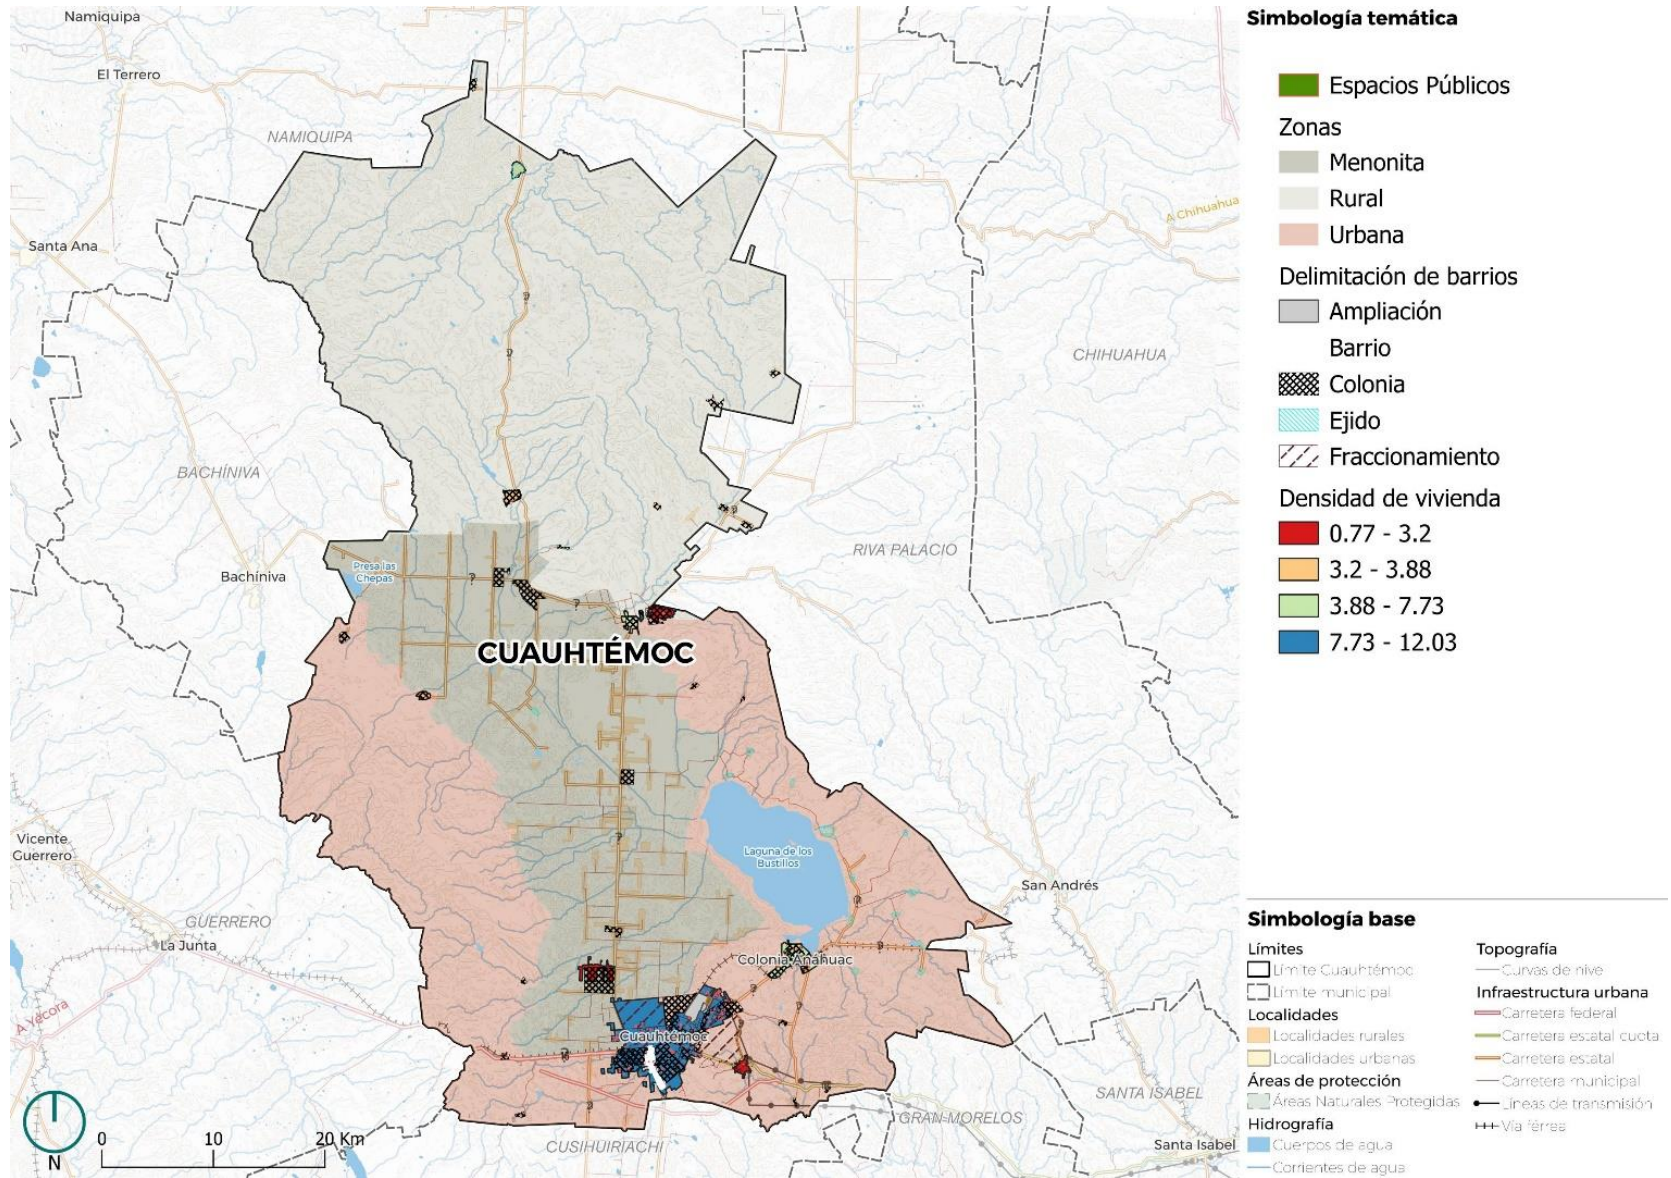 Namiquipa
El Terrero
NAMIQUIPA
A Chihuahua
Santa Ana
CHIHUAHUA
BACHÍNIVA
RIVA PALACIO
Presa las
Chepas
Bachíniva
CUAUHTÉMOC
Vicente
Guerrero
Laguna de los
Bustillos
San Andrés
GUERRERO
La Junta
Colonia Anáhuac
A Yécora
Cuauhtémoc
SANTA ISABEL
GRAN MORELOS
CUSIHUIRIACHI
Santa Isabel
0 10 20 Km
N
Simbología temática
Espacios Públicos
Zonas
Menonita
Rural
Urbana
Delimitación de barrios
Ampliación
Barrio
Colonia
Ejido
Fraccionamiento
Densidad de vivienda
0.77 - 3.2
3.2 - 3.88
3.88 - 7.73
7.73 - 12.03
Simbología base
Límites
Límite Cuauhtémoc
Límite municipal
Localidades
Localidades rurales
Localidades urbanas
Áreas de protección
Áreas Naturales Protegidas
Hidrografía
Cuerpos de agua
Corrientes de agua
Topografía
Curvas de nive
Infraestructura urbana
Carretera federal
Carretera estatal cuota
Carretera estatal
Carretera municipal
Líneas de transmisión
Vía férrea